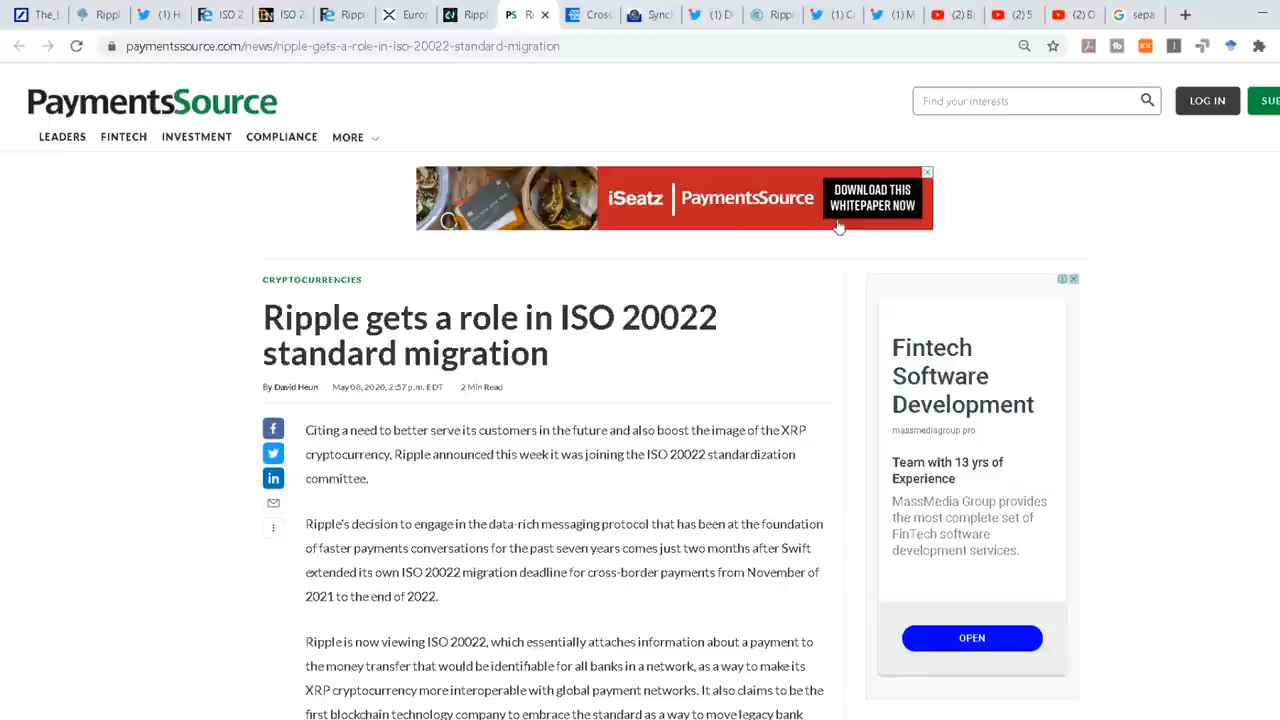 The_l
Rippl
(1) H
ISO 2
ISO 2
Rippl
Euro
Rippl
Ri
Cross
Syncl
(1) D
Rippl
(1) C
(1) M
(2) B
(2) 5
(2) O
sepa
paymentssource.com/news/ripple-gets-a-role-in-iso-20022-standard-migration
PaymentsSource
Find your interests
LOG IN
SU
LEADERS FINTECH INVESTMENT COMPLIANCE MORE
iSeatz | PaymentsSource
DOWNLOAD THIS
WHITEPAPER NOW
CRYPTOCURRENCIES
Ripple gets a role in ISO 20022
standard migration
By David Heun May 08, 2020, 2:57 p.m. EDT 2 Min Read
Citing a need to better serve its customers in the future and also boost the image of the XRP
cryptocurrency, Ripple announced this week it was joining the ISO 20022 standardization
committee.
Ripple's decision to engage in the data-rich messaging protocol that has been at the foundation
of faster payments conversations for the past seven years comes just two months after Swift
extended its own ISO 20022 migration deadline for cross-border payments from November of
2021 to the end of 2022.
Ripple is now viewing ISO 20022, which essentially attaches information about a payment to
the money transfer that would be identifiable for all banks in a network, as a way to make its
XRP cryptocurrency more interoperable with global payment networks. It also claims to be the
first blockchain technology company to embrace the standard as a way to move legacy bank
Fintech
Software
Development
massmediagroup.pro
Team with 13 yrs of
Experience
MassMedia Group provides
the most complete set of
FinTech software
development services.
OPEN